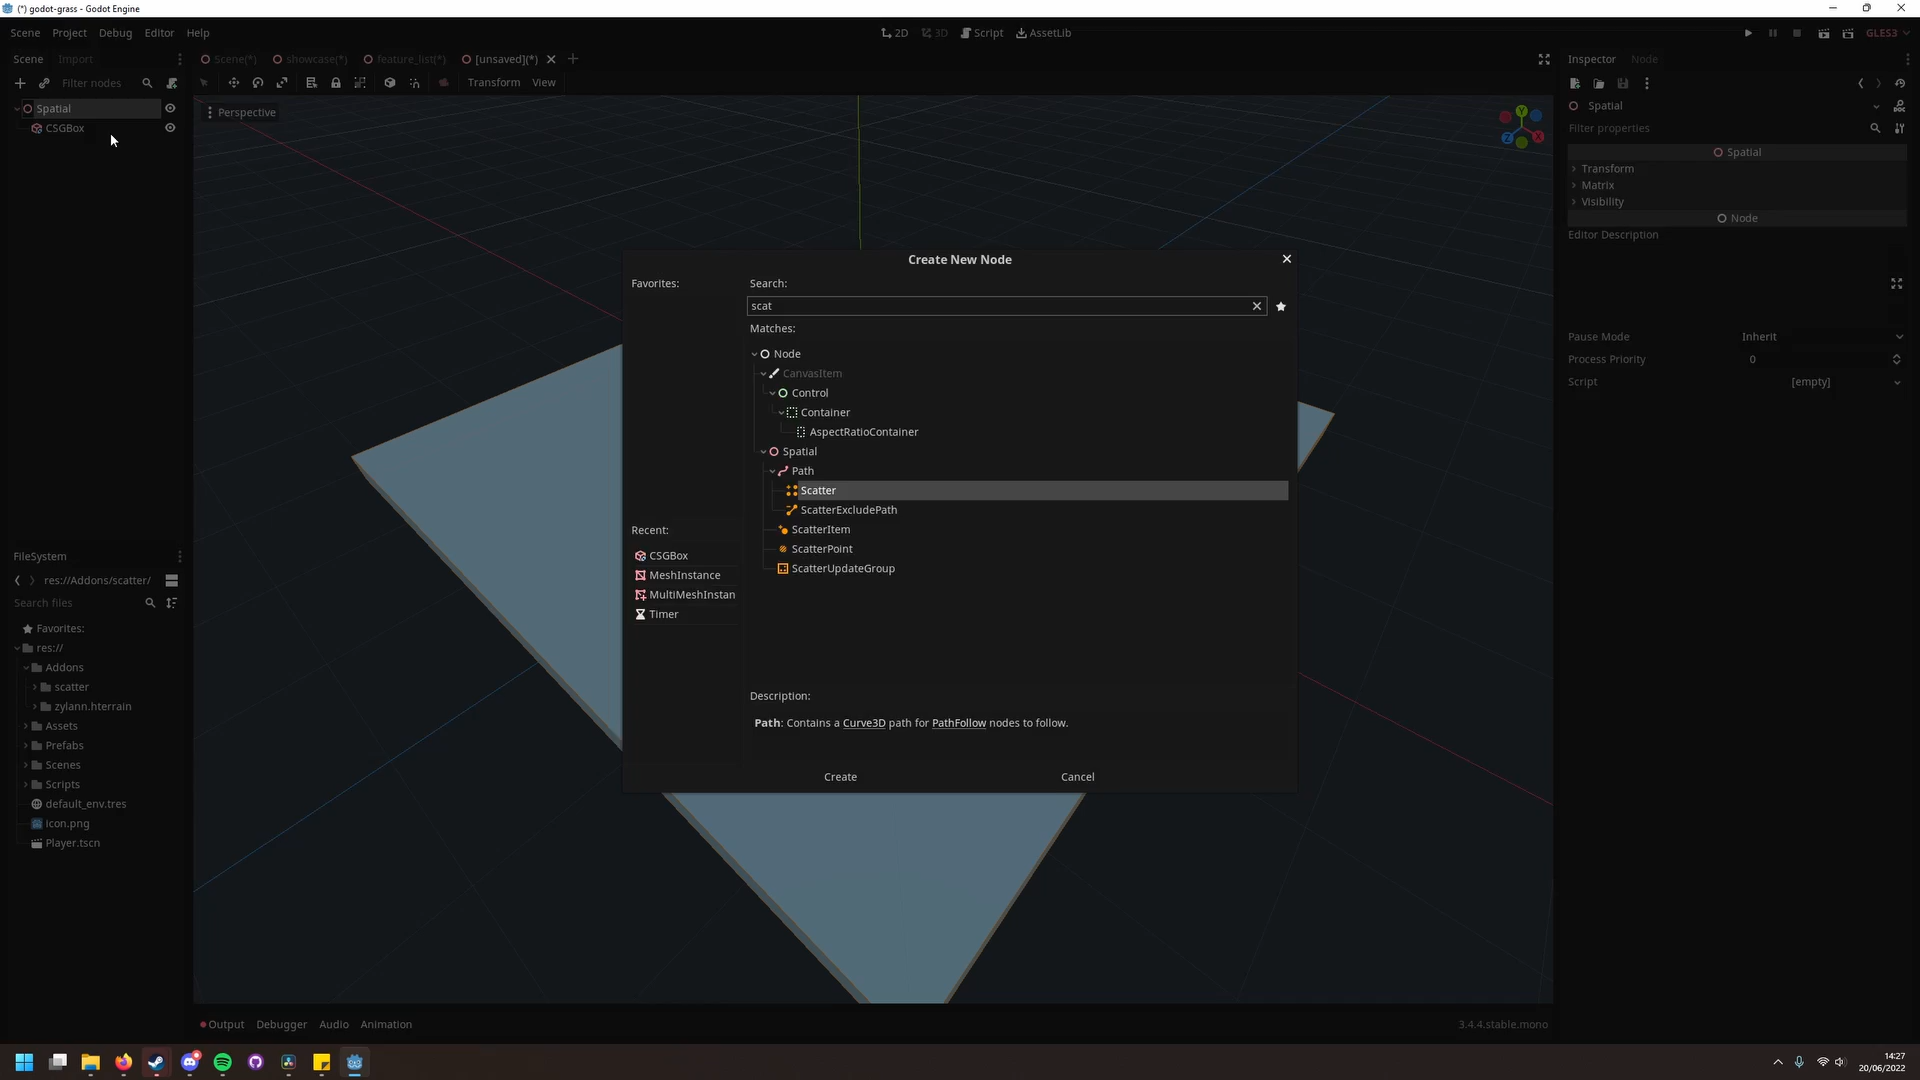 (*) godot-grass - Godot Engine
Scene Project Debug Editor Help
2D 3D Script AssetLib
GLES3
Scene Import
Scene(*) showcase(*) feature_list(*) [unsaved](*)
Inspector Node
Filter nodes
Transform View
Spatial
CSGBox
Perspective
Y
X
Z
Spatial
Filter properties
Spatial
Transform
Matrix
Visibility
Node
Editor Description
Pause Mode Inherit
Process Priority 0
Script [empty]
Create New Node
Favorites:
Search:
scat
Matches:
Node
CanvasItem
Control
Container
AspectRatioContainer
Spatial
Path
Scatter
ScatterExcludePath
ScatterItem
ScatterPoint
ScatterUpdateGroup
Recent:
CSGBox
MeshInstance
MultiMeshInstan
Timer
Description:
Path: Contains a Curve3D path for PathFollow nodes to follow.
Create Cancel
FileSystem
res://Addons/scatter/
Search files
Favorites:
res://
Addons
scatter
zylann.hterrain
Assets
Prefabs
Scenes
Scripts
default_env.tres
icon.png
Player.tscn
Output Debugger Audio Animation
3.4.4.stable.mono
14:27
20/06/2022